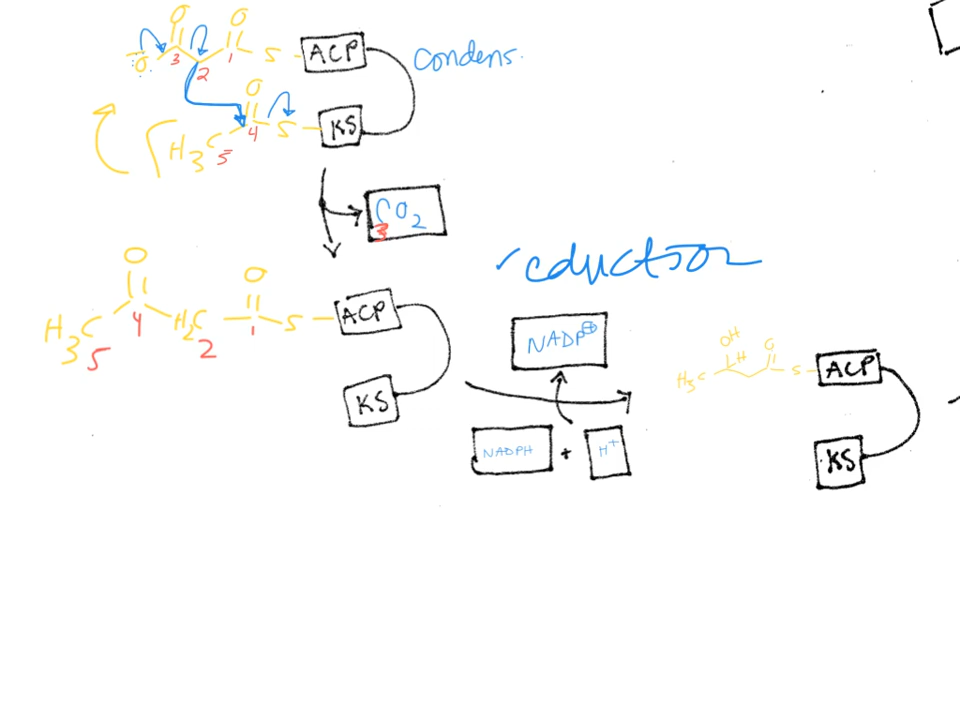 O O
O 3 2 1 S ACP condens.
O
H3C 5 4 S KS
CO2
3
reduction
O O
H3C 5 4 H2C 2 1 S ACP
KS
NADP+
NADPH + H+
OH H O
H3C S ACP
KS